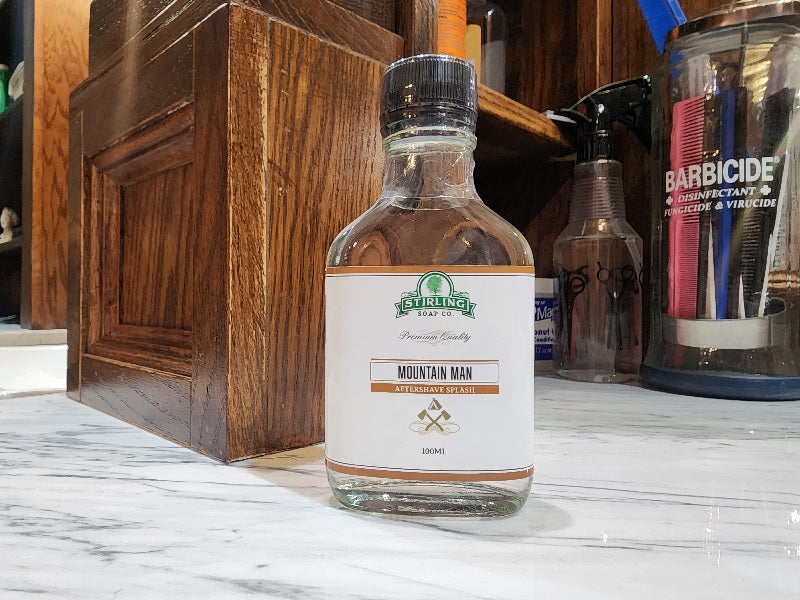 STIRLING
SOAP CO.
Premium Quality
MOUNTAIN MAN
AFTERSHAVE SPLASH
100ML
BARBICIDE®
DISINFECTANT
FUNGICIDE & VIRUCIDE